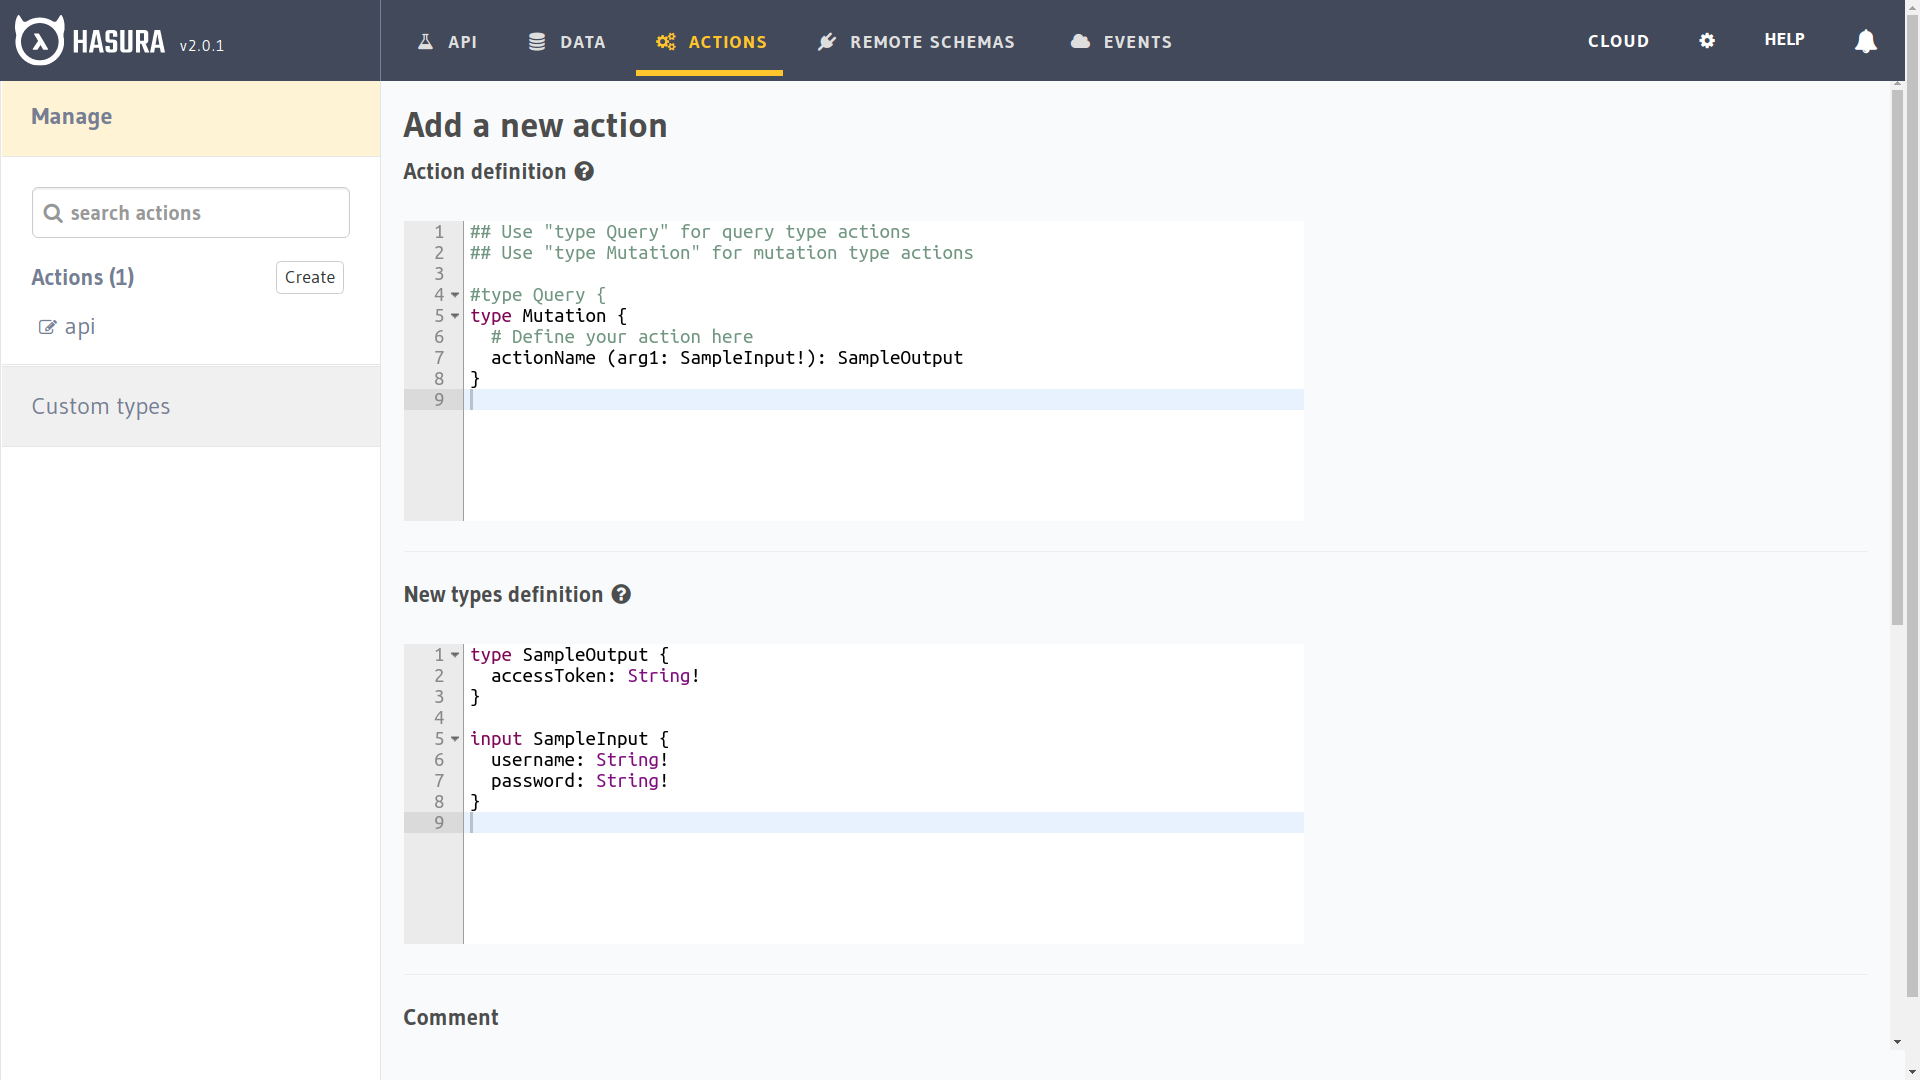 HASURA v2.0.1
API DATA ACTIONS REMOTE SCHEMAS EVENTS CLOUD HELP
Manage
search actions
Actions (1) Create
api
Custom types
Add a new action
Action definition
1 ## Use "type Query" for query type actions
2 ## Use "type Mutation" for mutation type actions
3
4 #type Query {
5 type Mutation {
6 # Define your action here
7 actionName (arg1: SampleInput!): SampleOutput
8 }
9
New types definition
1 type SampleOutput {
2 accessToken: String!
3 }
4
5 input SampleInput {
6 username: String!
7 password: String!
8 }
9
Comment